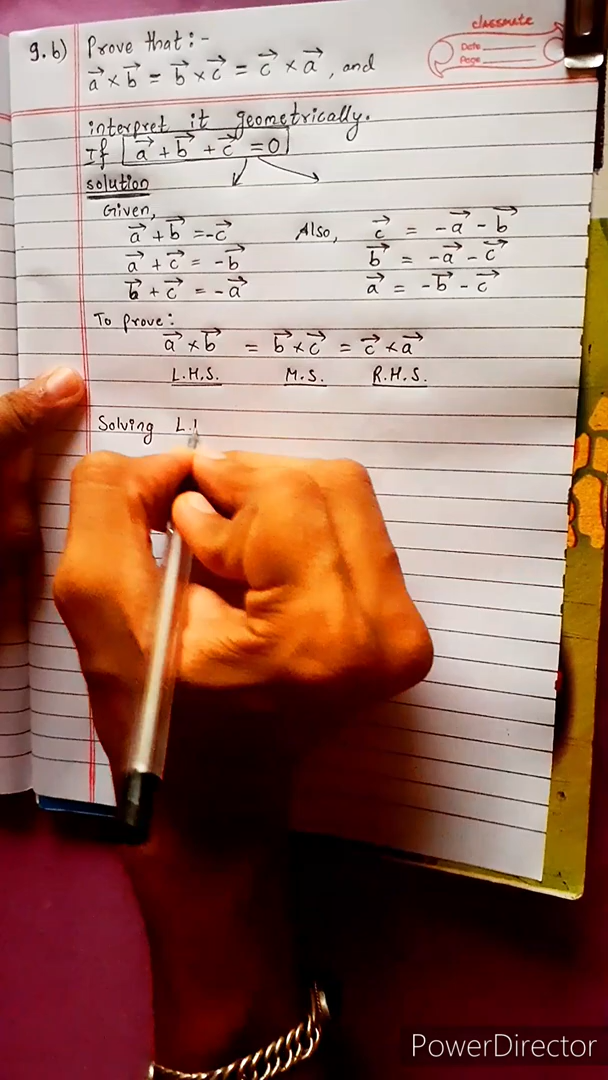 classmate
Date
Page
9. b) Prove that:-
a⃗ × b⃗ = b⃗ × c⃗ = c⃗ × a⃗ , and
interpret it geometrically.
If a⃗ + b⃗ + c⃗ = 0
solution
Given,
a⃗ + b⃗ = -c⃗ Also, c⃗ = -a⃗ - b⃗
a⃗ + c⃗ = -b⃗ b⃗ = -a⃗ - c⃗
b⃗ + c⃗ = -a⃗ a⃗ = -b⃗ - c⃗
To prove:
a⃗ × b⃗ = b⃗ × c⃗ = c⃗ × a⃗
L.H.S. M.S. R.H.S.
Solving L.
PowerDirector